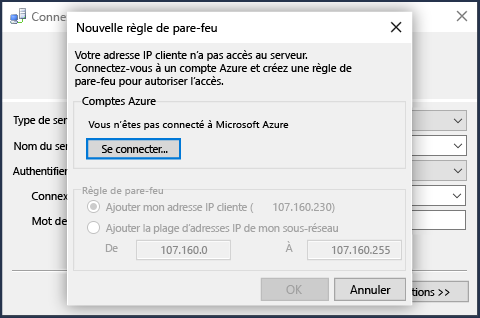 Conne
Nouvelle règle de pare-feu
Votre adresse IP cliente n'a pas accès au serveur.
Connectez-vous à un compte Azure et créez une règle de
pare-feu pour autoriser l'accès.
Comptes Azure
Vous n'êtes pas connecté à Microsoft Azure
Se connecter...
Type de ser
Nom du ser
Authentifier
Connex
Mot de
Règle de pare-feu
Ajouter mon adresse IP cliente ( 107.160.230)
Ajouter la plage d'adresses IP de mon sous-réseau
De 107.160.0 À 107.160.255
OK Annuler
tions >>